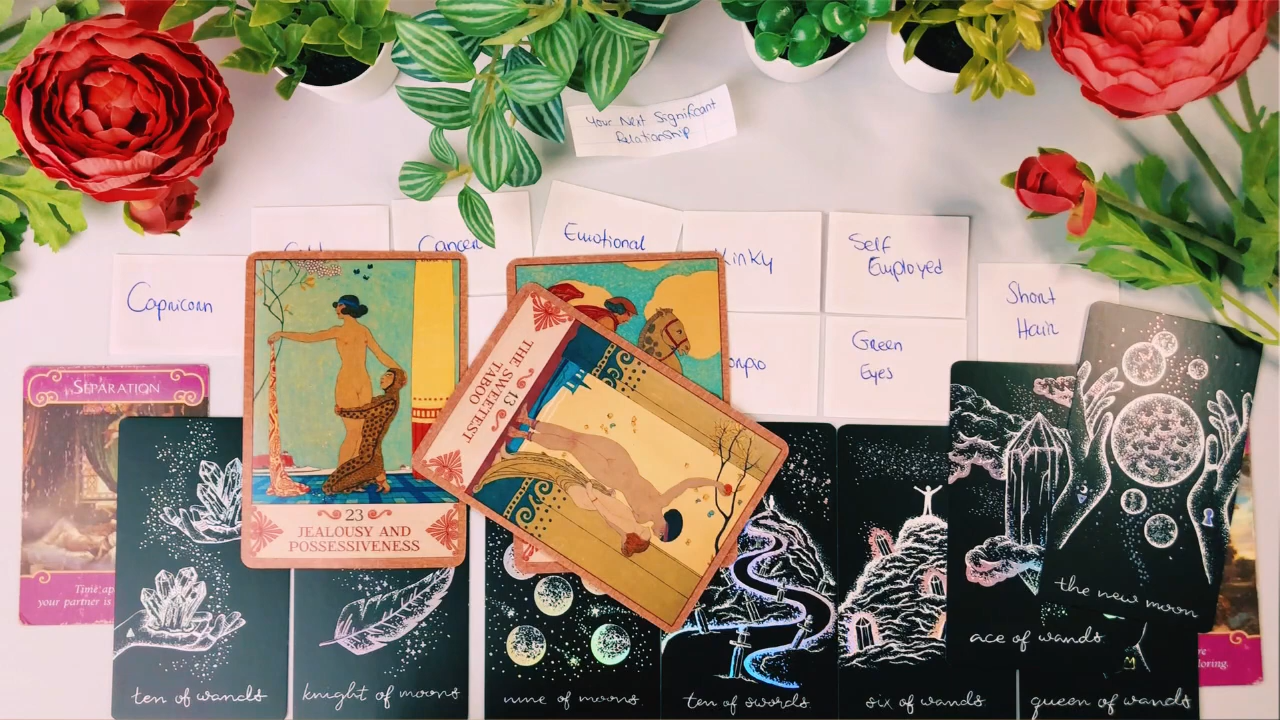 Your Next Significant
Relationship
Cancer
Emotional
Self
Employed
Capricorn
Short
Hair
Green
Eyes
SEPARATION
13
THE SWEETEST
TABOO
23
JEALOUSY AND
POSSESSIVENESS
your partner is
the new moon
ace of wands
ten of wands
knight of moons
nine of moons
ten of swords
six of wands
queen of wands